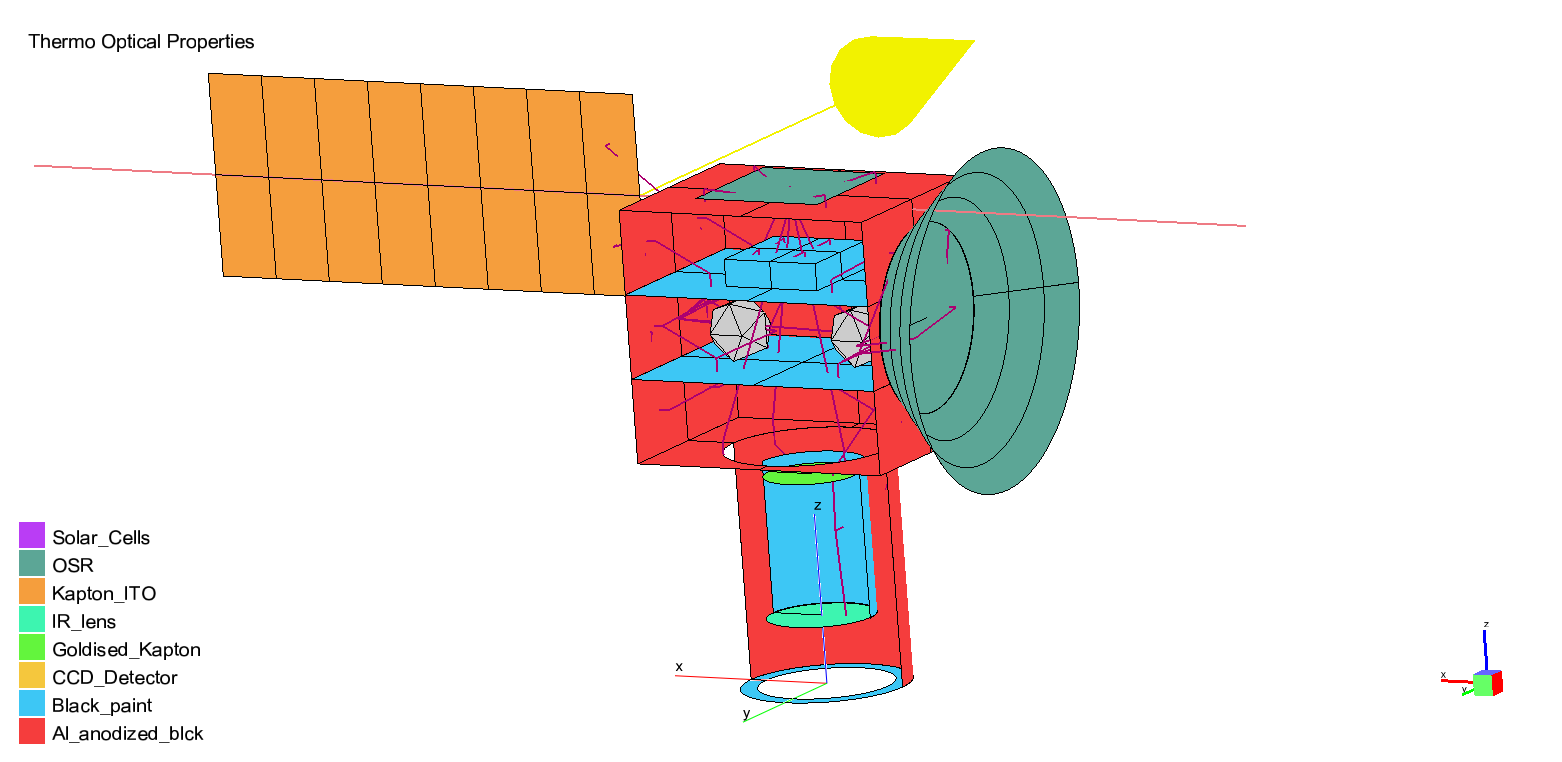 Thermo Optical Properties
z
x
y
Solar_Cells
OSR
Kapton_ITO
IR_lens
Goldised_Kapton
CCD_Detector
Black_paint
Al_anodized_blck
z
x
y